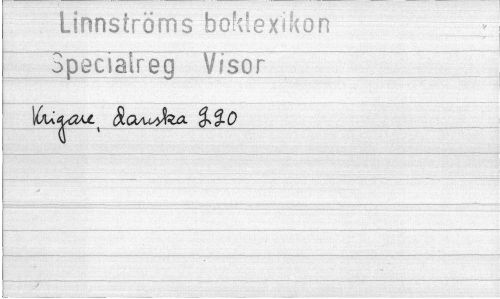 Linnströms boklexikon
Specialreg Visor
Krigare, danska 220